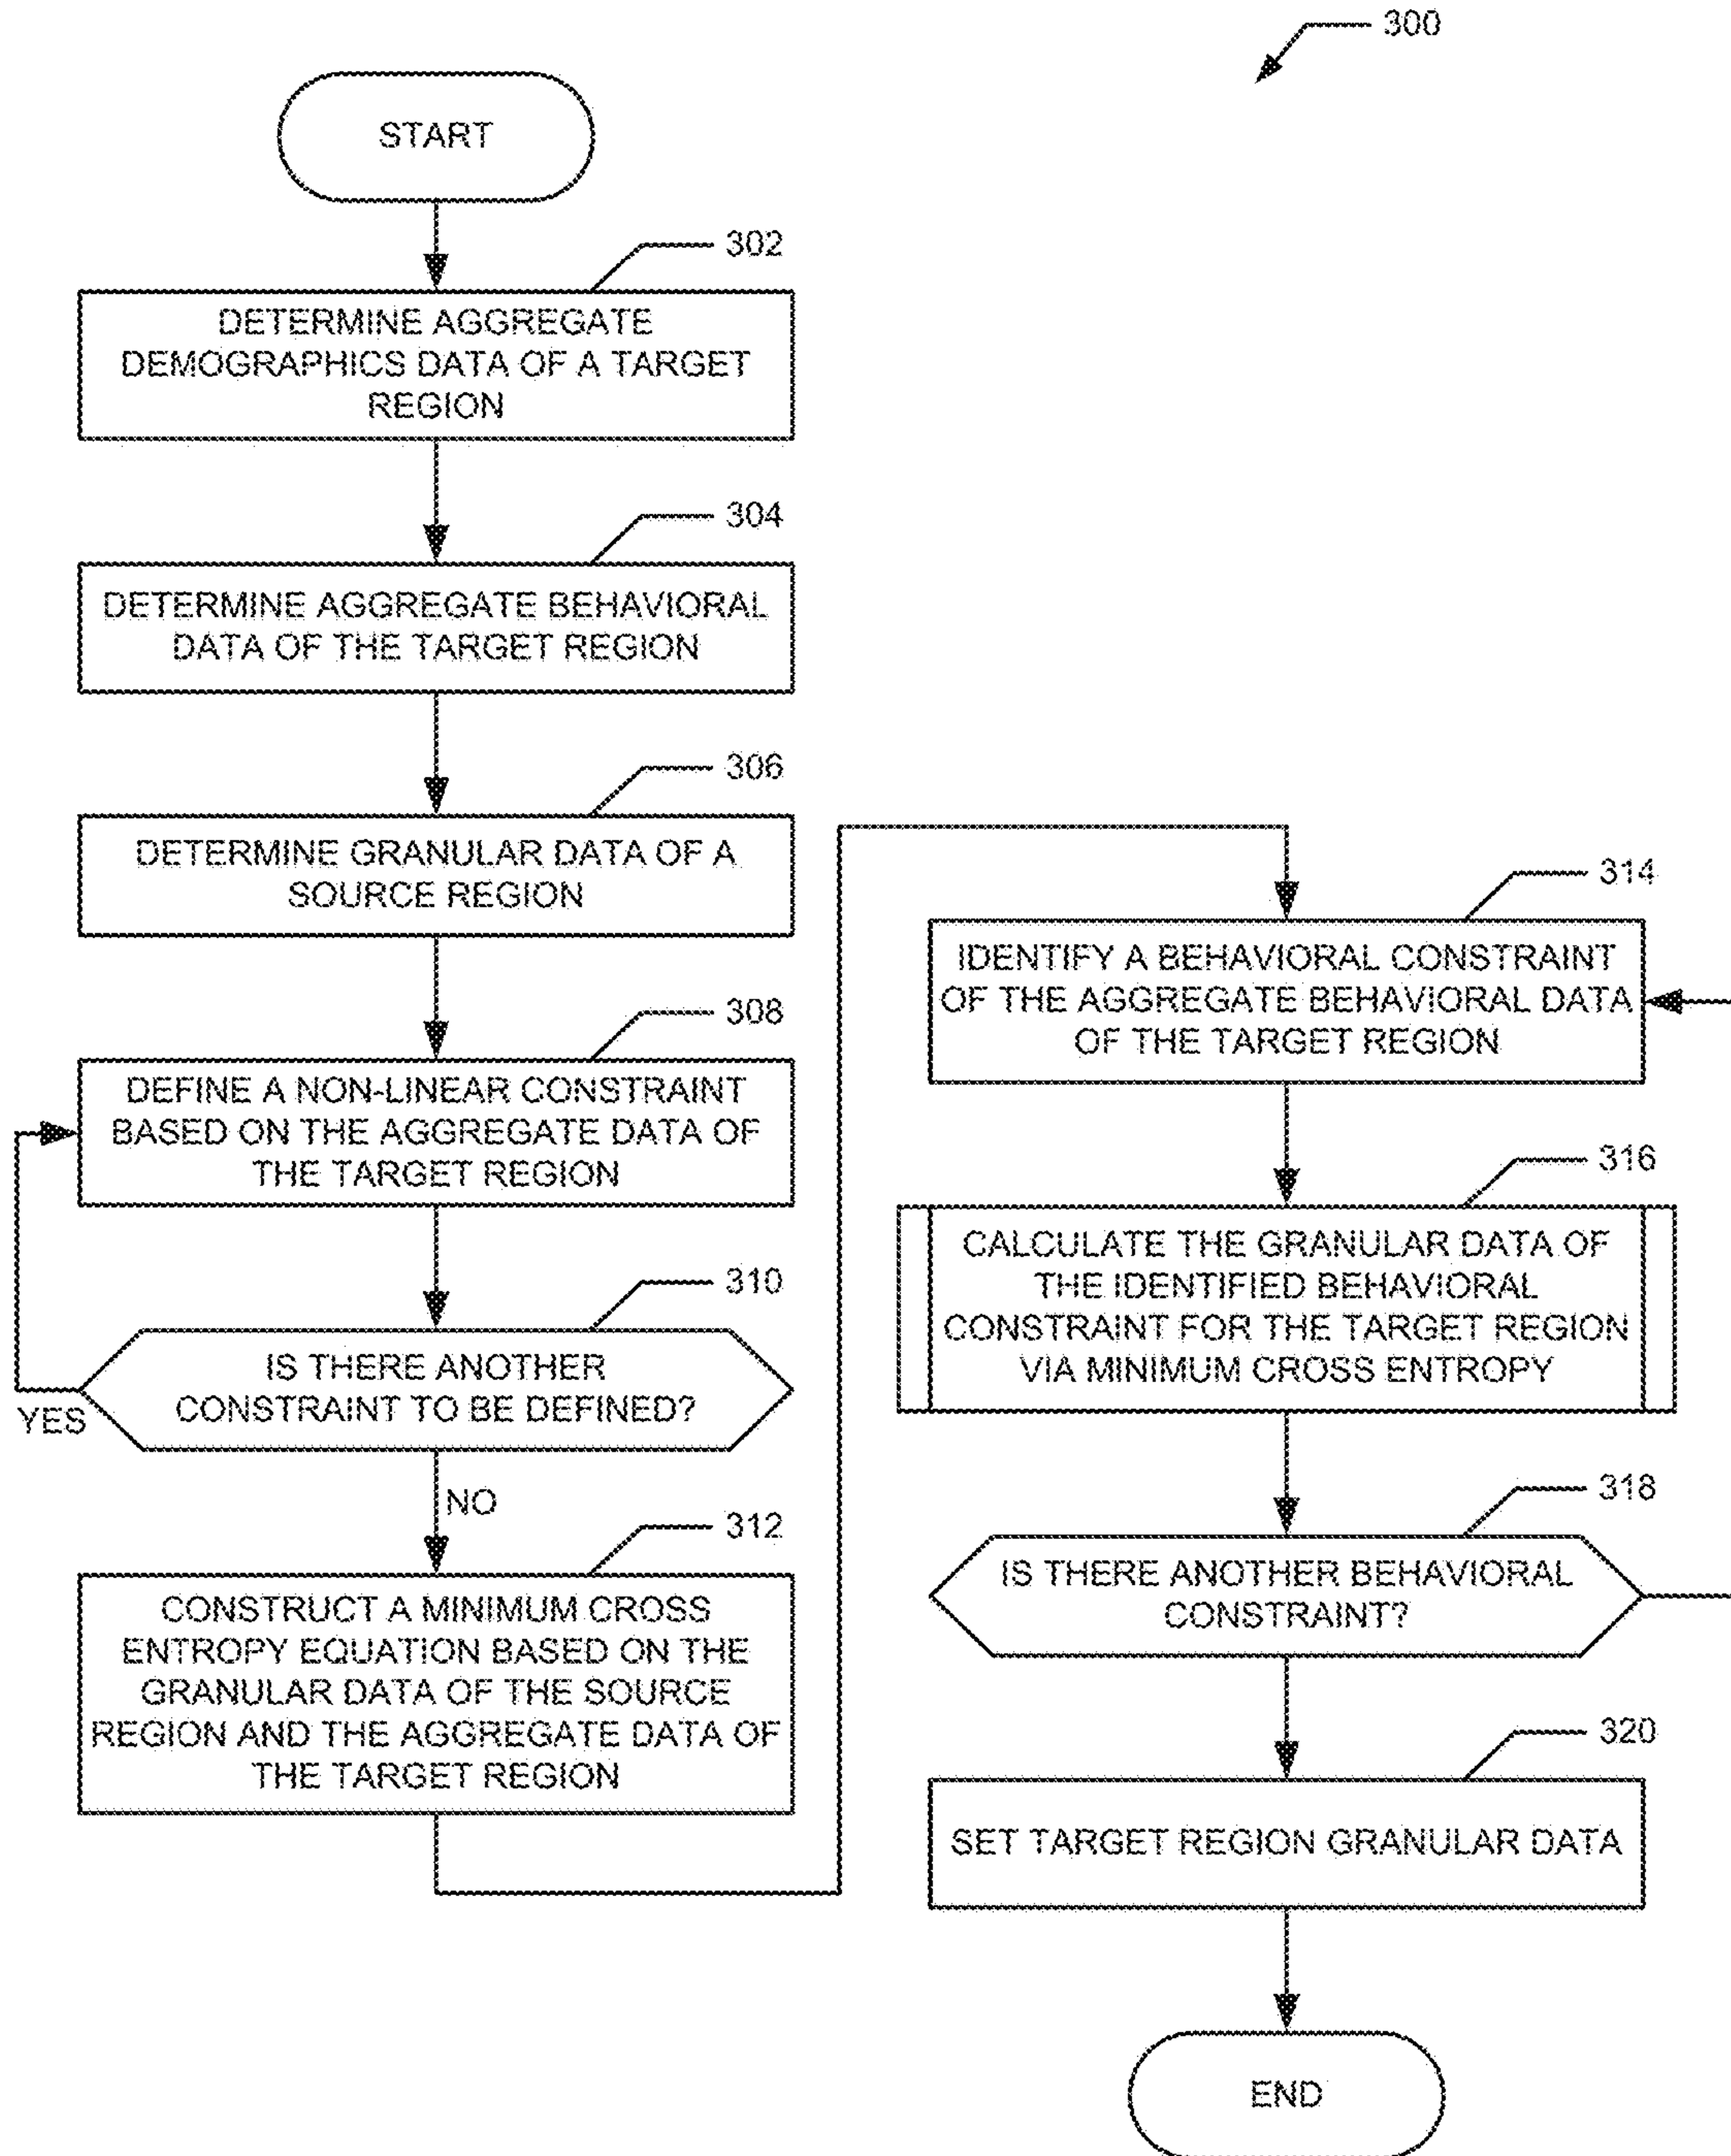 300
START
302
DETERMINE AGGREGATE
DEMOGRAPHICS DATA OF A TARGET
REGION
304
DETERMINE AGGREGATE BEHAVIORAL
DATA OF THE TARGET REGION
306
DETERMINE GRANULAR DATA OF A
SOURCE REGION
308
DEFINE A NON-LINEAR CONSTRAINT
BASED ON THE AGGREGATE DATA OF
THE TARGET REGION
310
IS THERE ANOTHER
CONSTRAINT TO BE DEFINED?
YES
NO
312
CONSTRUCT A MINIMUM CROSS
ENTROPY EQUATION BASED ON THE
GRANULAR DATA OF THE SOURCE
REGION AND THE AGGREGATE DATA OF
THE TARGET REGION
314
IDENTIFY A BEHAVIORAL CONSTRAINT
OF THE AGGREGATE BEHAVIORAL DATA
OF THE TARGET REGION
316
CALCULATE THE GRANULAR DATA OF
THE IDENTIFIED BEHAVIORAL
CONSTRAINT FOR THE TARGET REGION
VIA MINIMUM CROSS ENTROPY
318
IS THERE ANOTHER BEHAVIORAL
CONSTRAINT?
320
SET TARGET REGION GRANULAR DATA
END